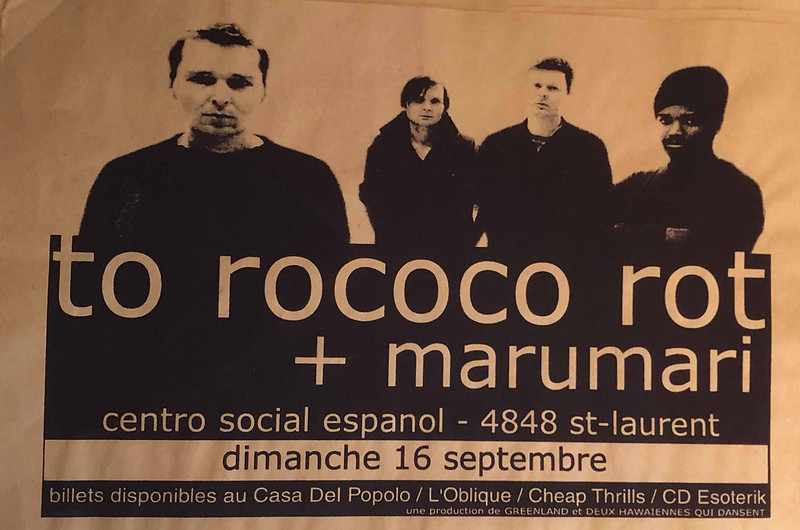 to rococo rot
+ marumari
centro social espanol - 4848 st-laurent
dimanche 16 septembre
billets disponibles au Casa Del Popolo / L'Oblique / Cheap Thrills / CD Esoterik
une production de GREENLAND et DEUX HAWAIENNES QUI DANSENT